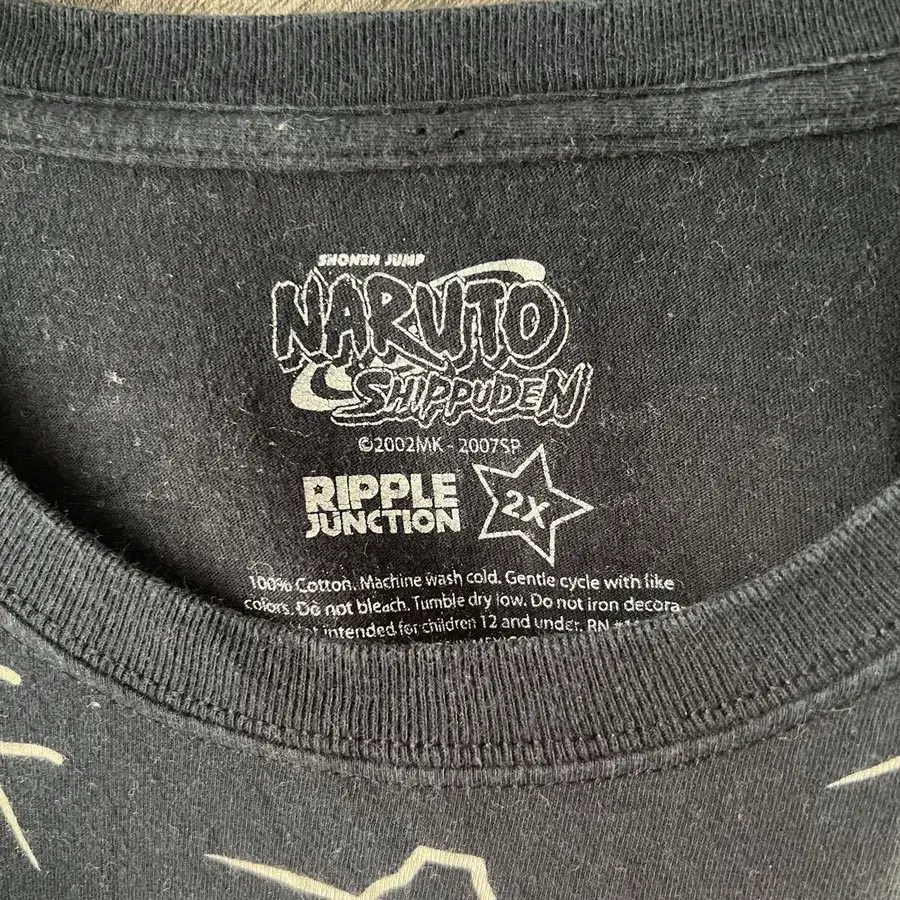 SHONEN JUMP
NARUTO
SHIPPUDEN
©2002MK - 2007SP
RIPPLE
JUNCTION
2X
100% Cotton. Machine wash cold. Gentle cycle with like
colors. Do not bleach. Tumble dry low. Do not iron decora-
intended for children 12 and under. RN
MEXICO